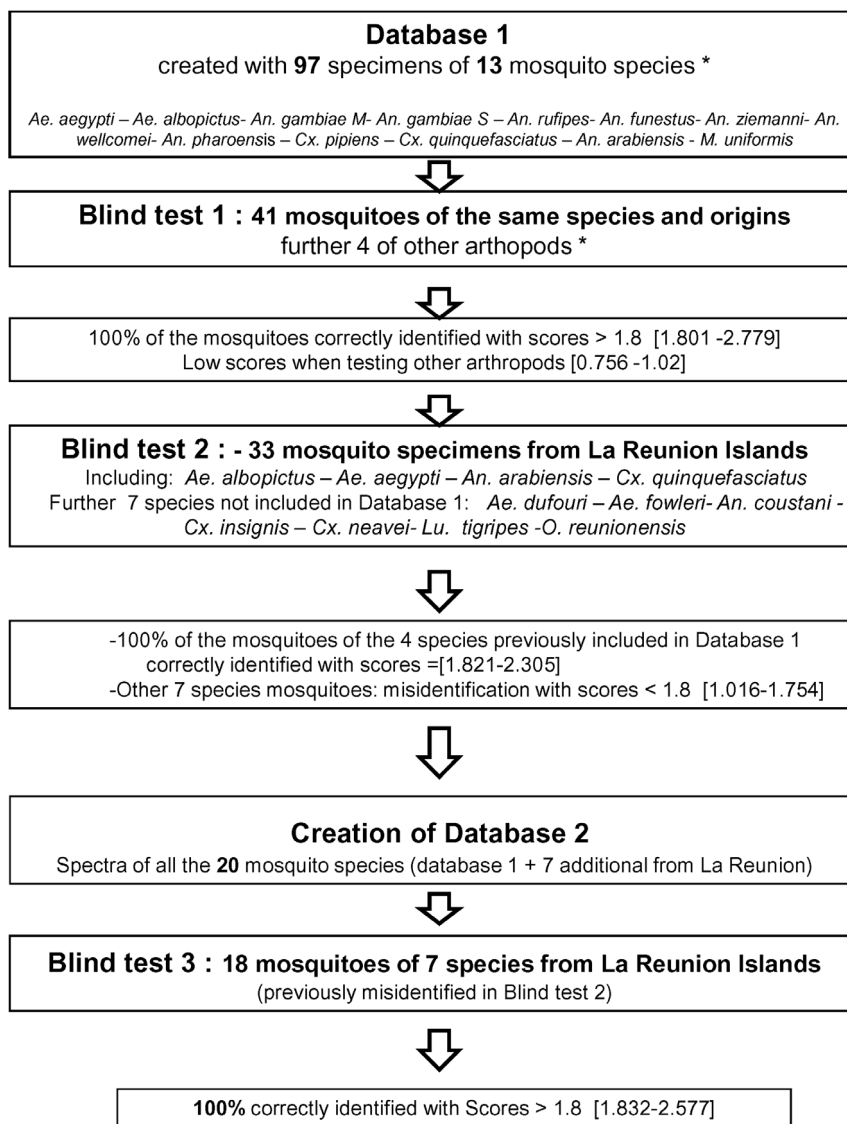 Database 1
created with 97 specimens of 13 mosquito species *
Ae. aegypti – Ae. albopictus- An. gambiae M- An. gambiae S – An. rufipes- An. funestus- An. ziemanni- An.
wellcomei- An. pharoensis – Cx. pipiens – Cx. quinquefasciatus – An. arabiensis - M. uniformis
Blind test 1 : 41 mosquitoes of the same species and origins
further 4 of other arthopods *
100% of the mosquitoes correctly identified with scores > 1.8 [1.801 -2.779]
Low scores when testing other arthropods [0.756 -1.02]
Blind test 2 : - 33 mosquito specimens from La Reunion Islands
Including: Ae. albopictus – Ae. aegypti – An. arabiensis – Cx. quinquefasciatus
Further 7 species not included in Database 1: Ae. dufouri – Ae. fowleri- An. coustani -
Cx. insignis – Cx. neavei- Lu. tigripes -O. reunionensis
-100% of the mosquitoes of the 4 species previously included in Database 1
correctly identified with scores =[1.821-2.305]
-Other 7 species mosquitoes: misidentification with scores < 1.8 [1.016-1.754]
Creation of Database 2
Spectra of all the 20 mosquito species (database 1 + 7 additional from La Reunion)
Blind test 3 : 18 mosquitoes of 7 species from La Reunion Islands
(previously misidentified in Blind test 2)
100% correctly identified with Scores > 1.8 [1.832-2.577]